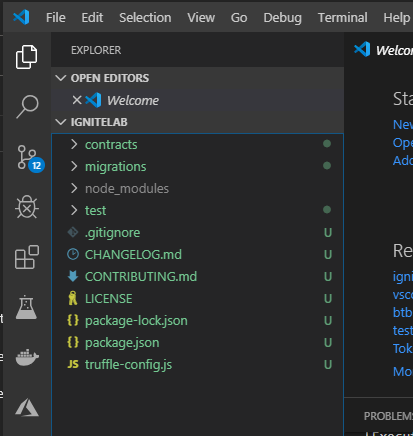 File Edit Selection View Go Debug Terminal Help
EXPLORER
OPEN EDITORS
Welcome
IGNITELAB
contracts
migrations
node_modules
test
.gitignore U
CHANGELOG.md U
CONTRIBUTING.md U
LICENSE U
package-lock.json U
package.json U
truffle-config.js U
12
Welcom
Sta
New
Ope
Add
Re
igni
vsc
btb
test
Tok
Mo
PROBLEMS